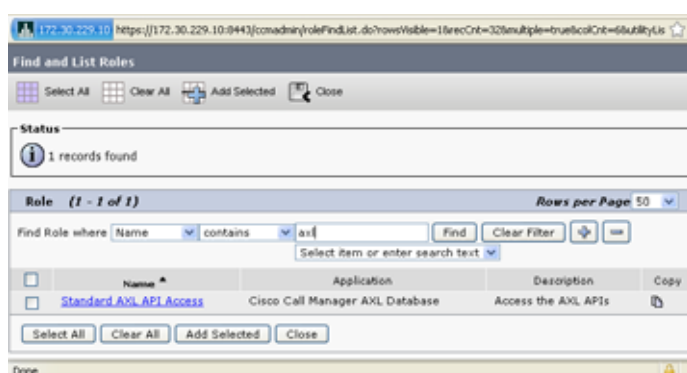 172.30.229.10 https://172.30.229.10:8443/ccmadmin/roleFindList.do?rowsVisible=1&recCnt=32&multiple=true&colCnt=6&utilityLis
Find and List Roles
Select All Clear All Add Selected Close
Status
1 records found
Role (1 - 1 of 1) Rows per Page 50
Find Role where Name contains axl Find Clear Filter
Select item or enter search text
Name Application Description Copy
Standard AXL API Access Cisco Call Manager AXL Database Access the AXL APIs
Select All Clear All Add Selected Close
Done